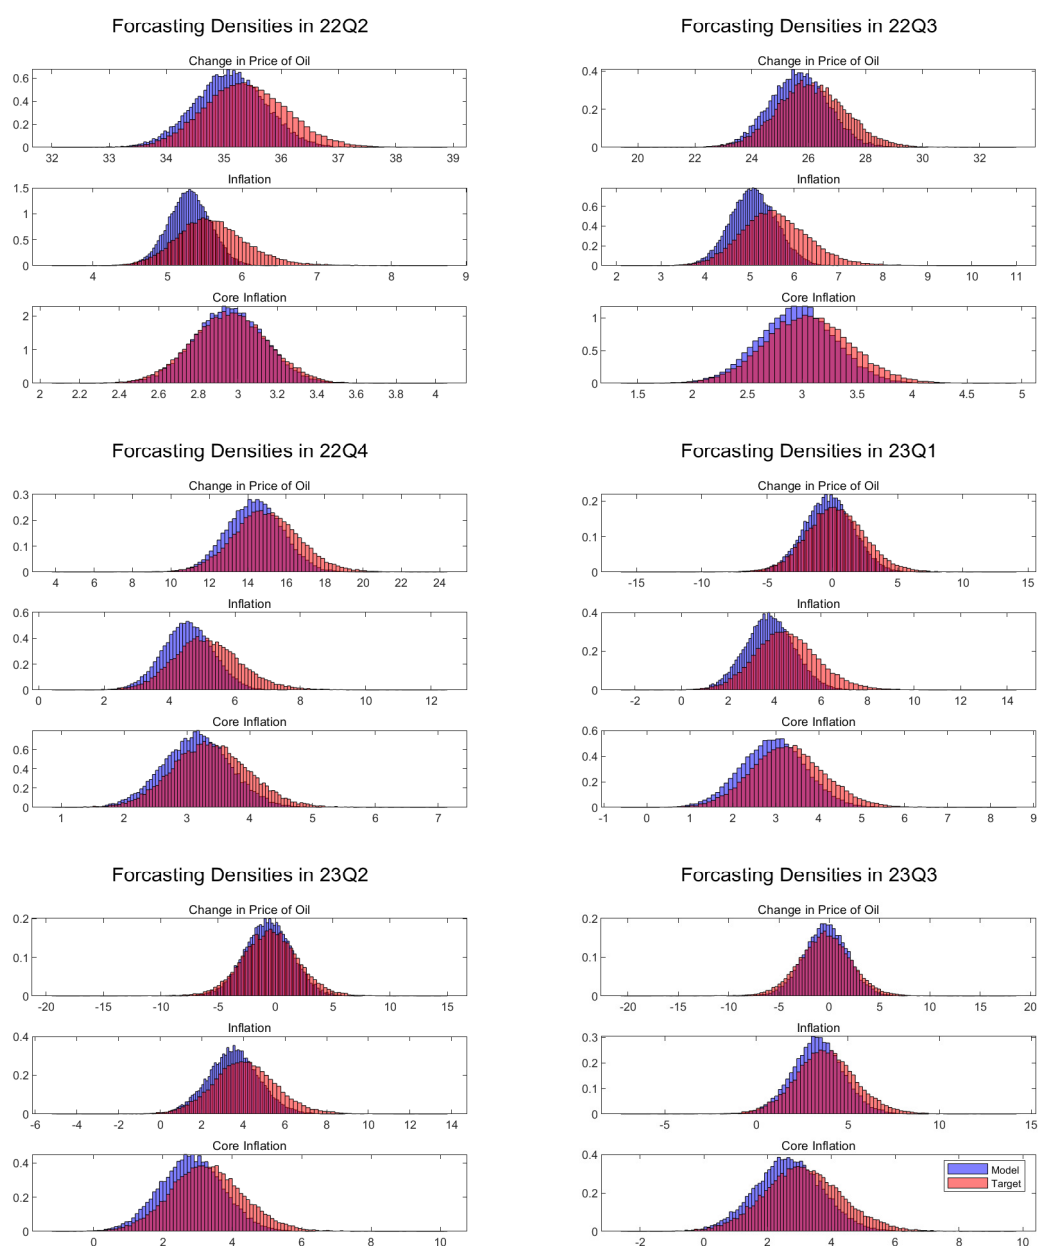 Forcasting Densities in 22Q2
Change in Price of Oil
0.6
0.4
0.2
0
32 33 34 35 36 37 38 39
Inflation
1.5
1
0.5
0
4 5 6 7 8 9
Core Inflation
2
1
0
2 2.2 2.4 2.6 2.8 3 3.2 3.4 3.6 3.8 4
Forcasting Densities in 22Q3
Change in Price of Oil
0.4
0.2
0
20 22 24 26 28 30 32
Inflation
0.6
0.4
0.2
0
2 3 4 5 6 7 8 9 10 11
Core Inflation
1
0.5
0
1.5 2 2.5 3 3.5 4 4.5 5
Forcasting Densities in 22Q4
Change in Price of Oil
0.3
0.2
0.1
0
4 6 8 10 12 14 16 18 20 22 24
Inflation
0.6
0.4
0.2
0
0 2 4 6 8 10 12
Core Inflation
0.6
0.4
0.2
0
1 2 3 4 5 6 7
Forcasting Densities in 23Q1
Change in Price of Oil
0.2
0.1
0
-15 -10 -5 0 5 10 15
Inflation
0.4
0.2
0
-2 0 2 4 6 8 10 12 14
Core Inflation
0.6
0.4
0.2
0
-1 0 1 2 3 4 5 6 7 8 9
Forcasting Densities in 23Q2
Change in Price of Oil
0.2
0.1
0
-20 -15 -10 -5 0 5 10 15
Inflation
0.4
0.2
0
-6 -4 -2 0 2 4 6 8 10 12 14
Core Inflation
0.4
0.2
0
0 2 4 6 8 10
Forcasting Densities in 23Q3
Change in Price of Oil
0.2
0.1
0
-20 -15 -10 -5 0 5 10 15 20
Inflation
0.3
0.2
0.1
0
-5 0 5 10 15
Core Inflation
0.4
0.2
0
-2 0 2 4 6 8 10
Model
Target